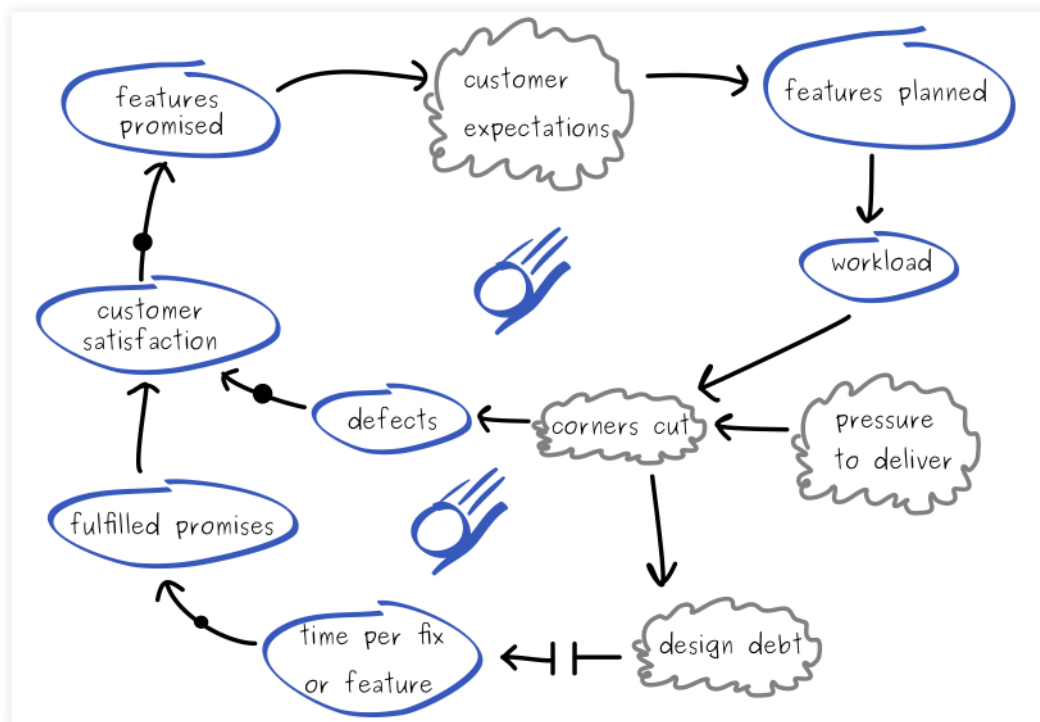 features
promised
customer
expectations
features planned
workload
customer
satisfaction
defects
corners cut
pressure
to deliver
fulfilled promises
time per fix
or feature
design debt